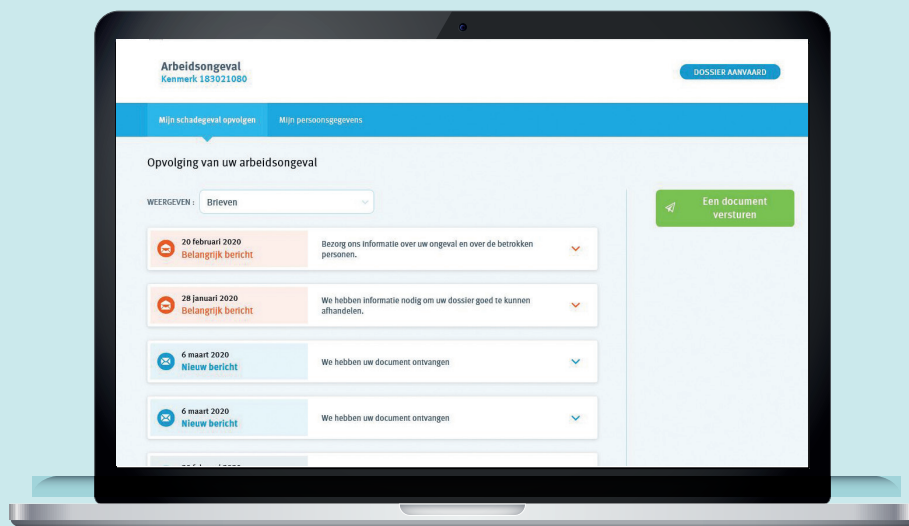 Arbeidsongeval
Kenmerk 183021080
DOSSIER AANVAARD
Mijn schadegeval opvolgen
Mijn persoonsgegevens
Opvolging van uw arbeidsongeval
WEERGEVEN :
Brieven
Een document
versturen
20 februari 2020
Belangrijk bericht
Bezorg ons informatie over uw ongeval en over de betrokken
personen.
28 januari 2020
Belangrijk bericht
We hebben informatie nodig om uw dossier goed te kunnen
afhandelen.
6 maart 2020
Nieuw bericht
We hebben uw document ontvangen
6 maart 2020
Nieuw bericht
We hebben uw document ontvangen